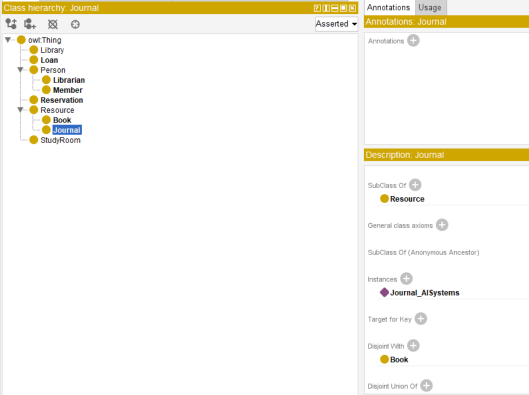 Class hierarchy: Journal
Asserted
owl:Thing
Library
Loan
Person
Librarian
Member
Reservation
Resource
Book
Journal
StudyRoom
Annotations Usage
Annotations: Journal
Annotations
Description: Journal
SubClass Of
Resource
General class axioms
SubClass Of (Anonymous Ancestor)
Instances
Journal_AISystems
Target for Key
Disjoint With
Book
Disjoint Union Of